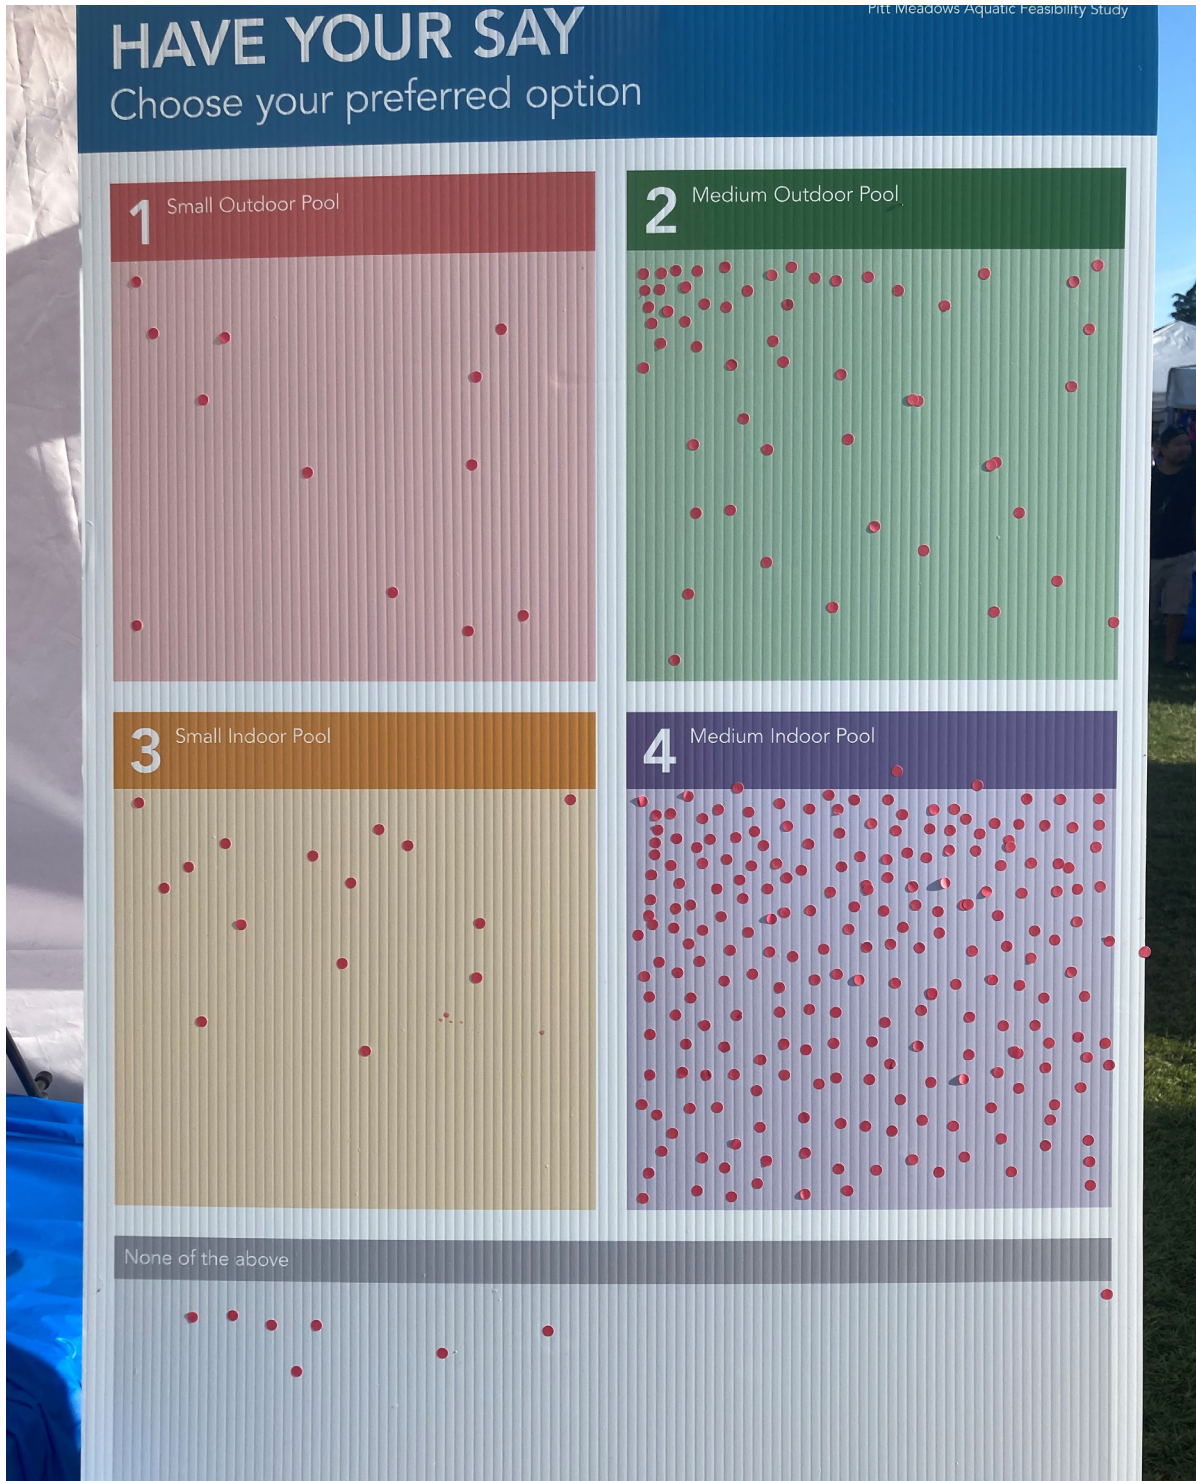 Pitt Meadows Aquatic Feasibility Study
HAVE YOUR SAY
Choose your preferred option
1 Small Outdoor Pool
2 Medium Outdoor Pool
3 Small Indoor Pool
4 Medium Indoor Pool
None of the above